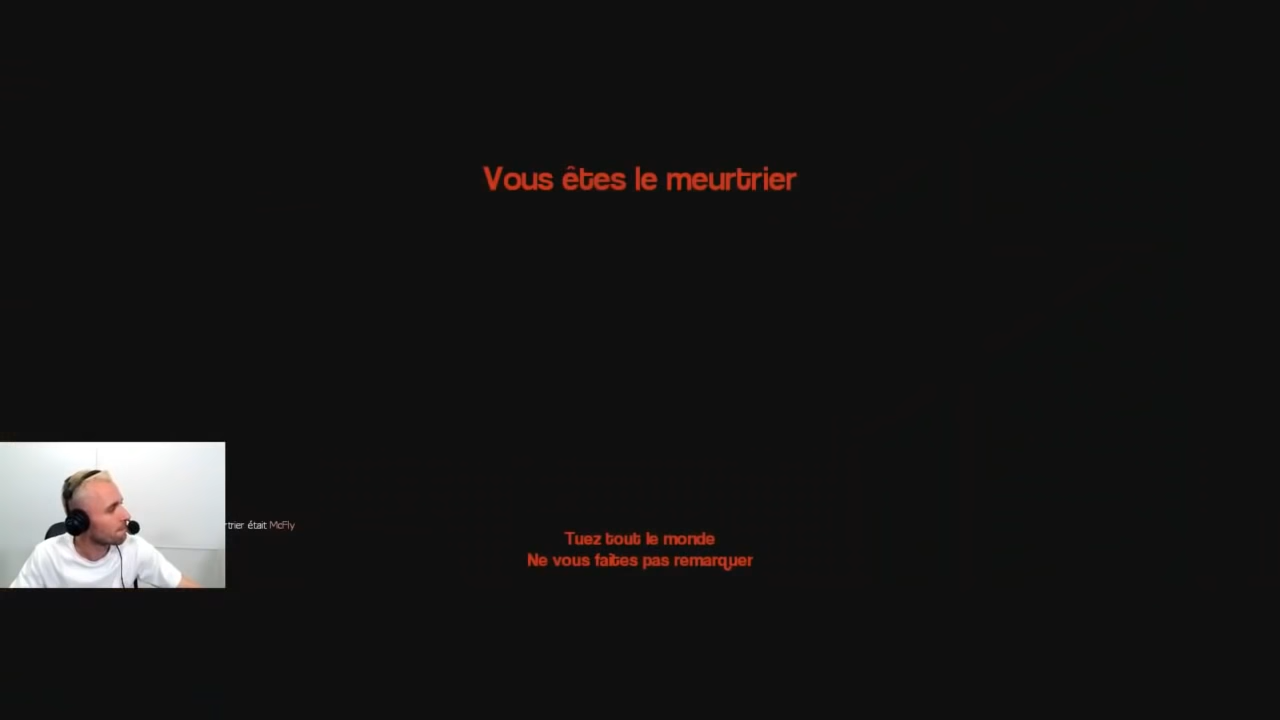 Vous êtes le meurtrier
rtrier était McFly
Tuez tout le monde
Ne vous faites pas remarquer